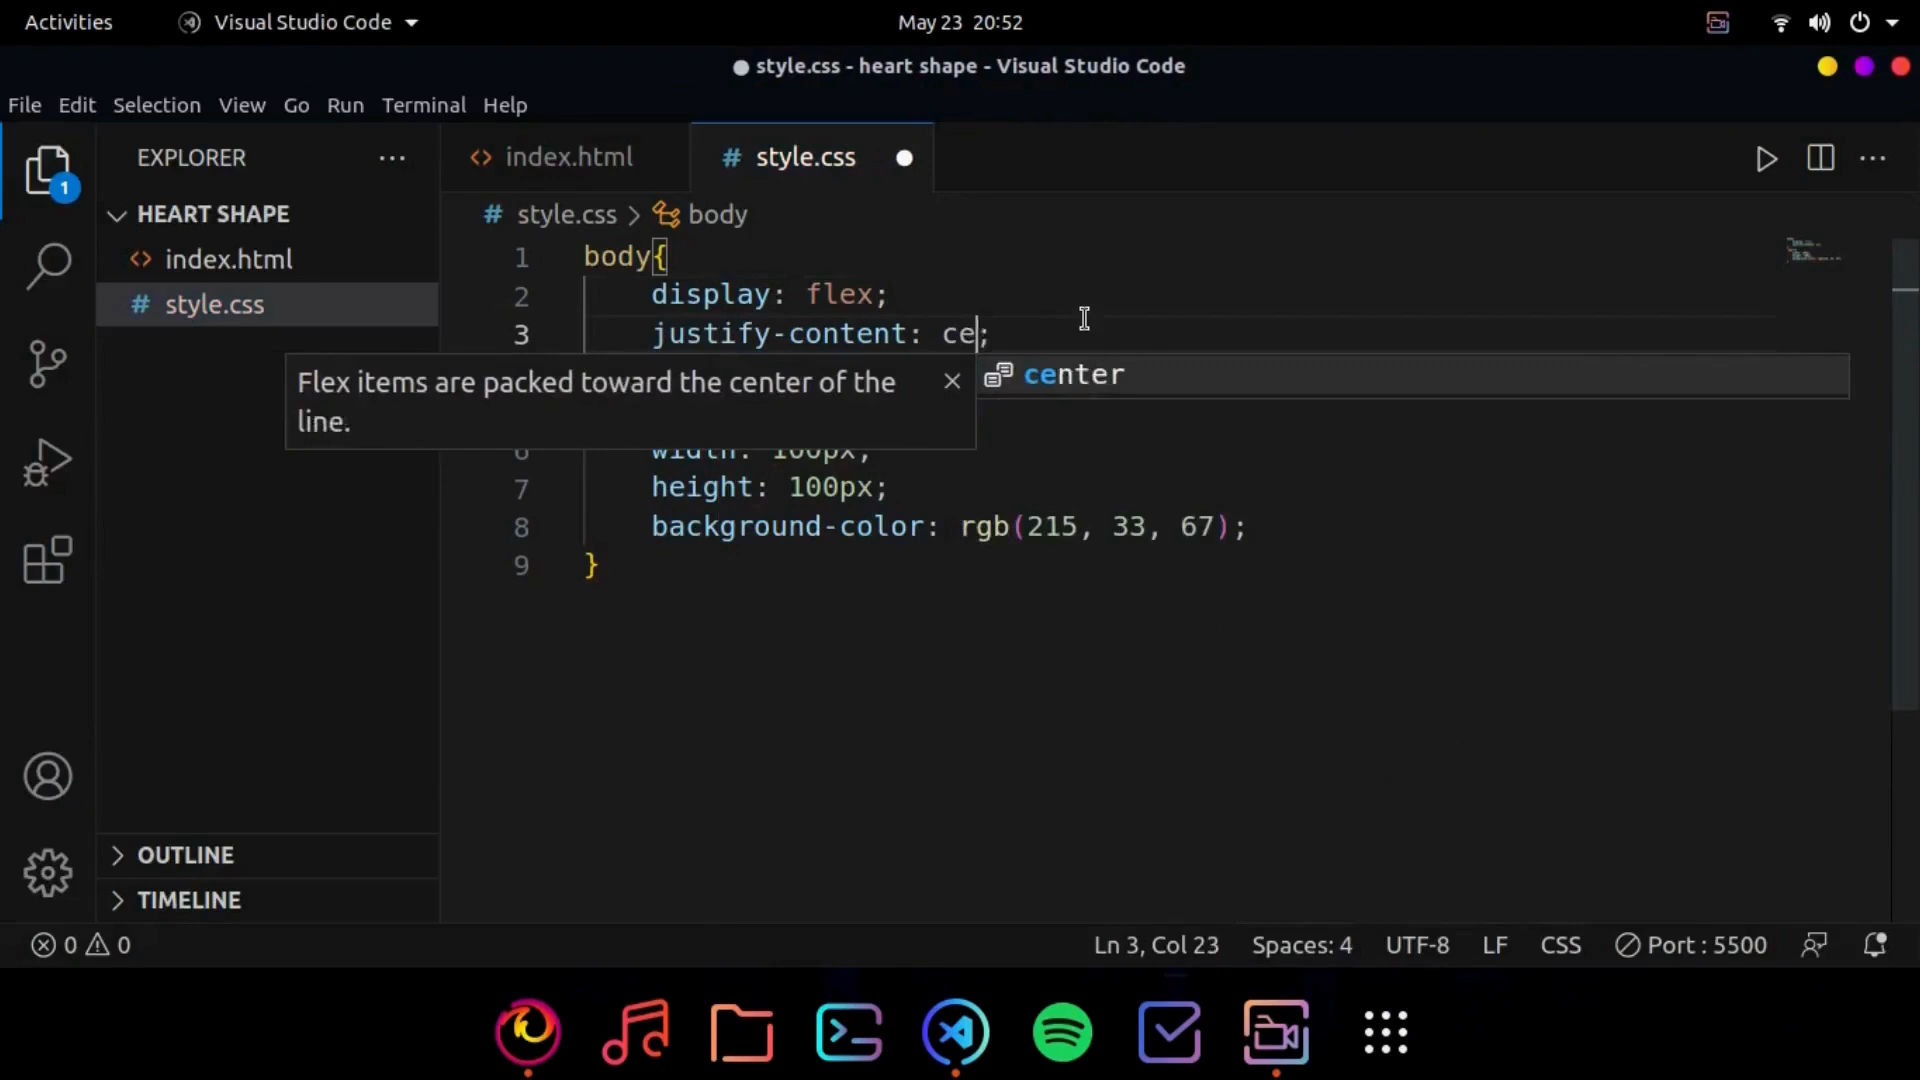 Activities
Visual Studio Code
May 23 20:52
style.css - heart shape - Visual Studio Code
File Edit Selection View Go Run Terminal Help
EXPLORER
index.html
style.css
1
HEART SHAPE
index.html
style.css
style.css > body
1 body{
2 display: flex;
3 justify-content: ce;
Flex items are packed toward the center of the
line.
center
6 width: 100px;
7 height: 100px;
8 background-color: rgb(215, 33, 67);
9 }
OUTLINE
TIMELINE
0 0
Ln 3, Col 23 Spaces: 4 UTF-8 LF CSS Port : 5500